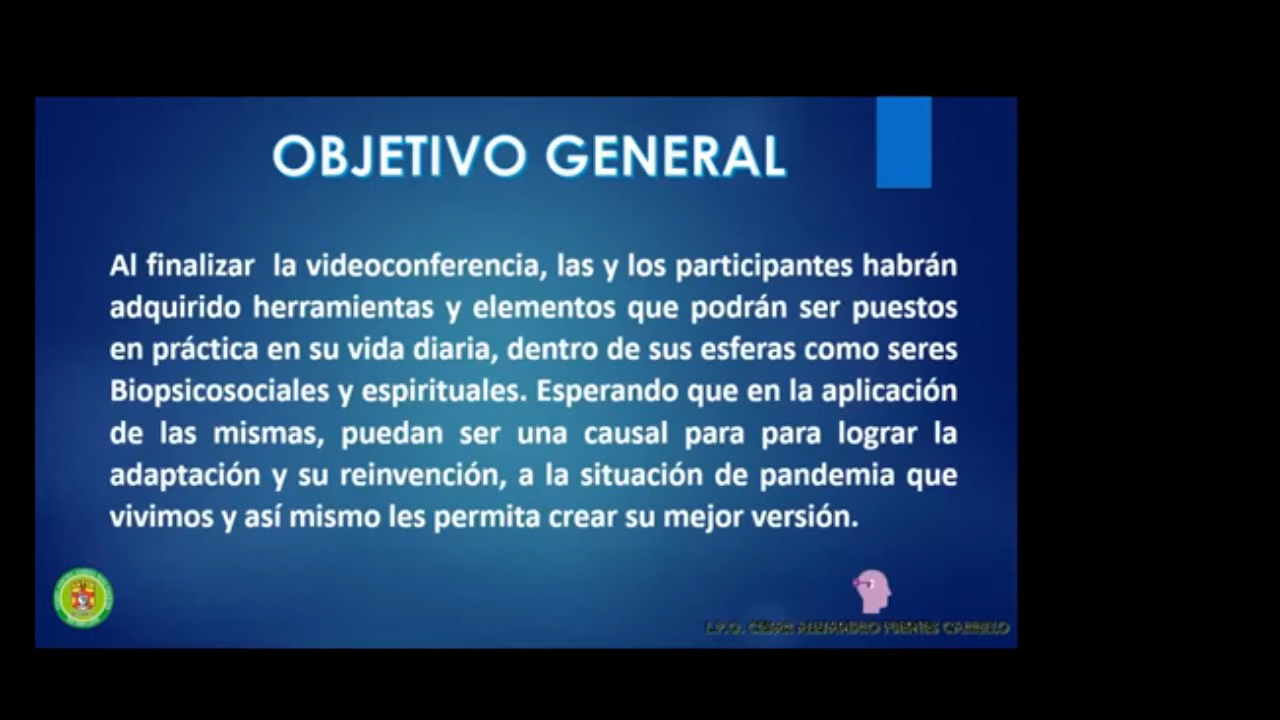 OBJETIVO GENERAL
Al finalizar la videoconferencia, las y los participantes habrán
adquirido herramientas y elementos que podrán ser puestos
en práctica en su vida diaria, dentro de sus esferas como seres
Biopsicosociales y espirituales. Esperando que en la aplicación
de las mismas, puedan ser una causal para para lograr la
adaptación y su reinvención, a la situación de pandemia que
vivimos y así mismo les permita crear su mejor versión.
ALEJANDRO FUENTES CARRILLO